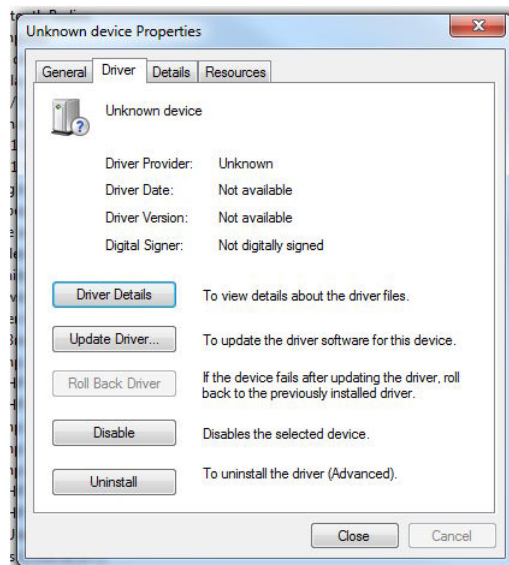 Unknown device Properties
General Driver Details Resources
Unknown device
Driver Provider: Unknown
Driver Date: Not available
Driver Version: Not available
Digital Signer: Not digitally signed
Driver Details To view details about the driver files.
Update Driver... To update the driver software for this device.
Roll Back Driver If the device fails after updating the driver, roll
back to the previously installed driver.
Disable Disables the selected device.
Uninstall To uninstall the driver (Advanced).
Close Cancel